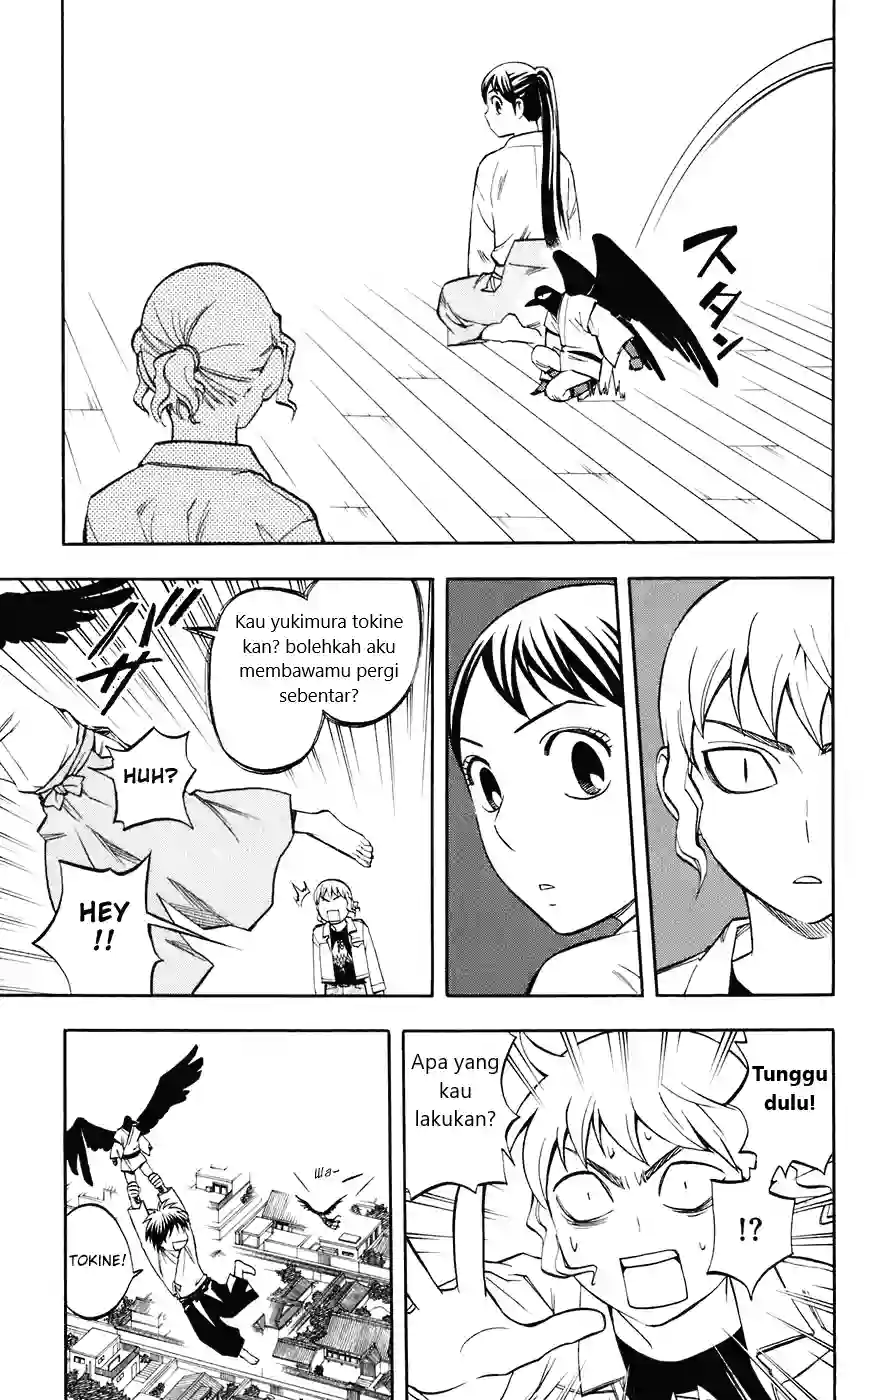 スタン
Kau yukimura tokine
kan? bolehkah aku
membawamu pergi
sebentar?
HUH?
HEY
!!
Tunggu
dulu!
Apa yang
kau
lakukan?
!?
Wa-
TOKINE!